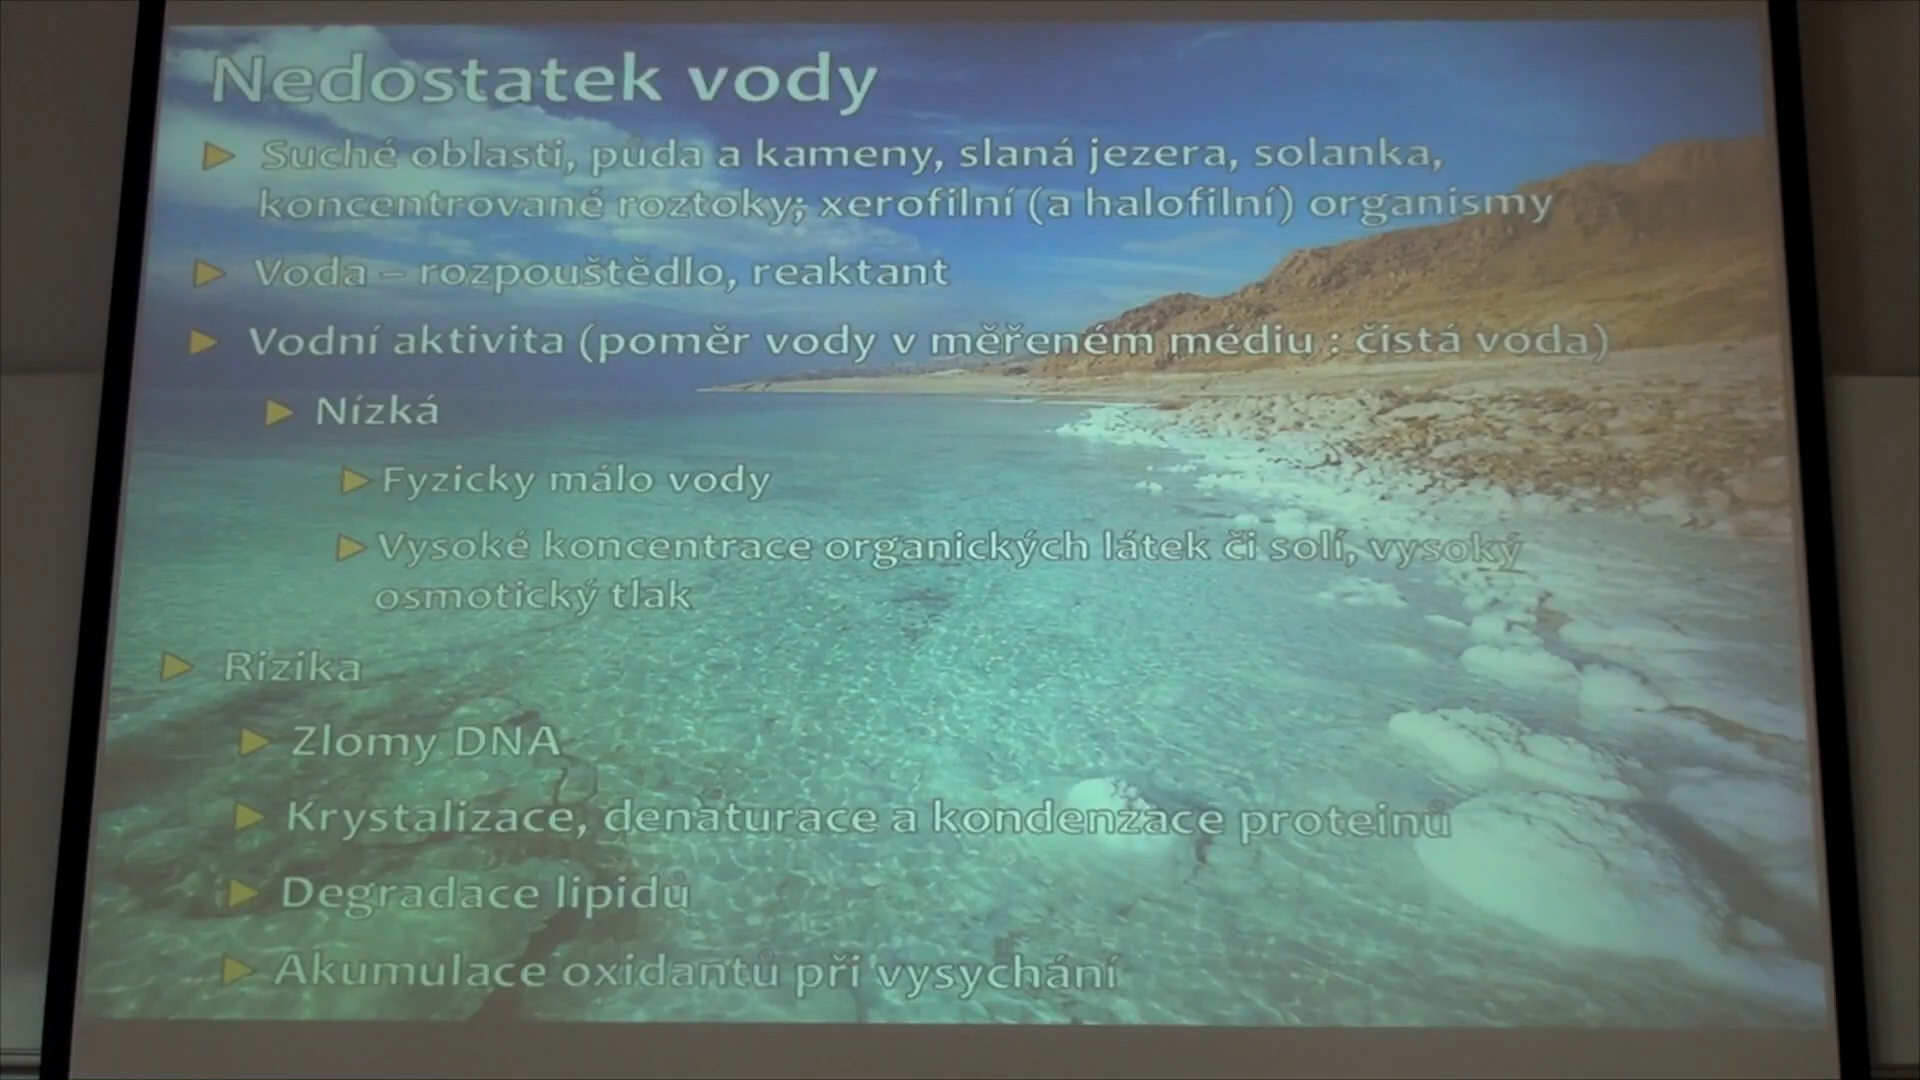 Nedostatek vody
Suché oblasti, půda a kameny, slaná jezera, solanka,
koncentrované roztoky; xerofilní (a halofilní) organismy
Voda – rozpouštědlo, reaktant
Vodní aktivita (poměr vody v měřeném médiu : čistá voda)
Nízká
Fyzicky málo vody
Vysoké koncentrace organických látek či solí, vysoký
osmotický tlak
Rizika
Zlomy DNA
Krystalizace, denaturace a kondenzace proteinů
Degradace lipidů
Akumulace oxidantů při vysychání